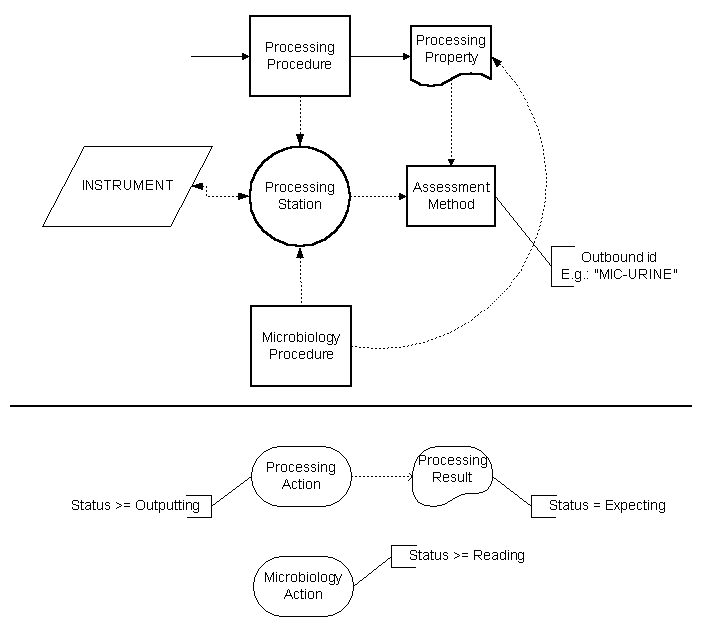 Processing
Procedure
Processing
Property
INSTRUMENT
Processing
Station
Assessment
Method
Outbound id
E.g.: "MIC-URINE"
Microbiology
Procedure
Processing
Action
Processing
Result
Status >= Outputting
Status = Expecting
Microbiology
Action
Status >= Reading